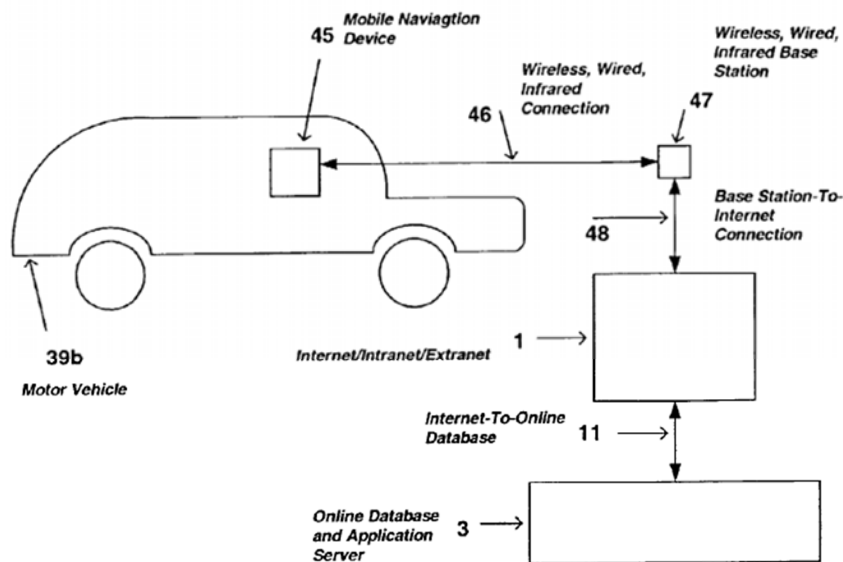 45
Mobile Naviagtion
Device
Wireless, Wired,
Infrared Base
Station
Wireless, Wired,
Infrared
Connection
46
47
Base Station-To-
Internet
Connection
48
39b
Motor Vehicle
Internet/Intranet/Extranet
1
Internet-To-Online
Database
11
Online Database
and Application
Server
3